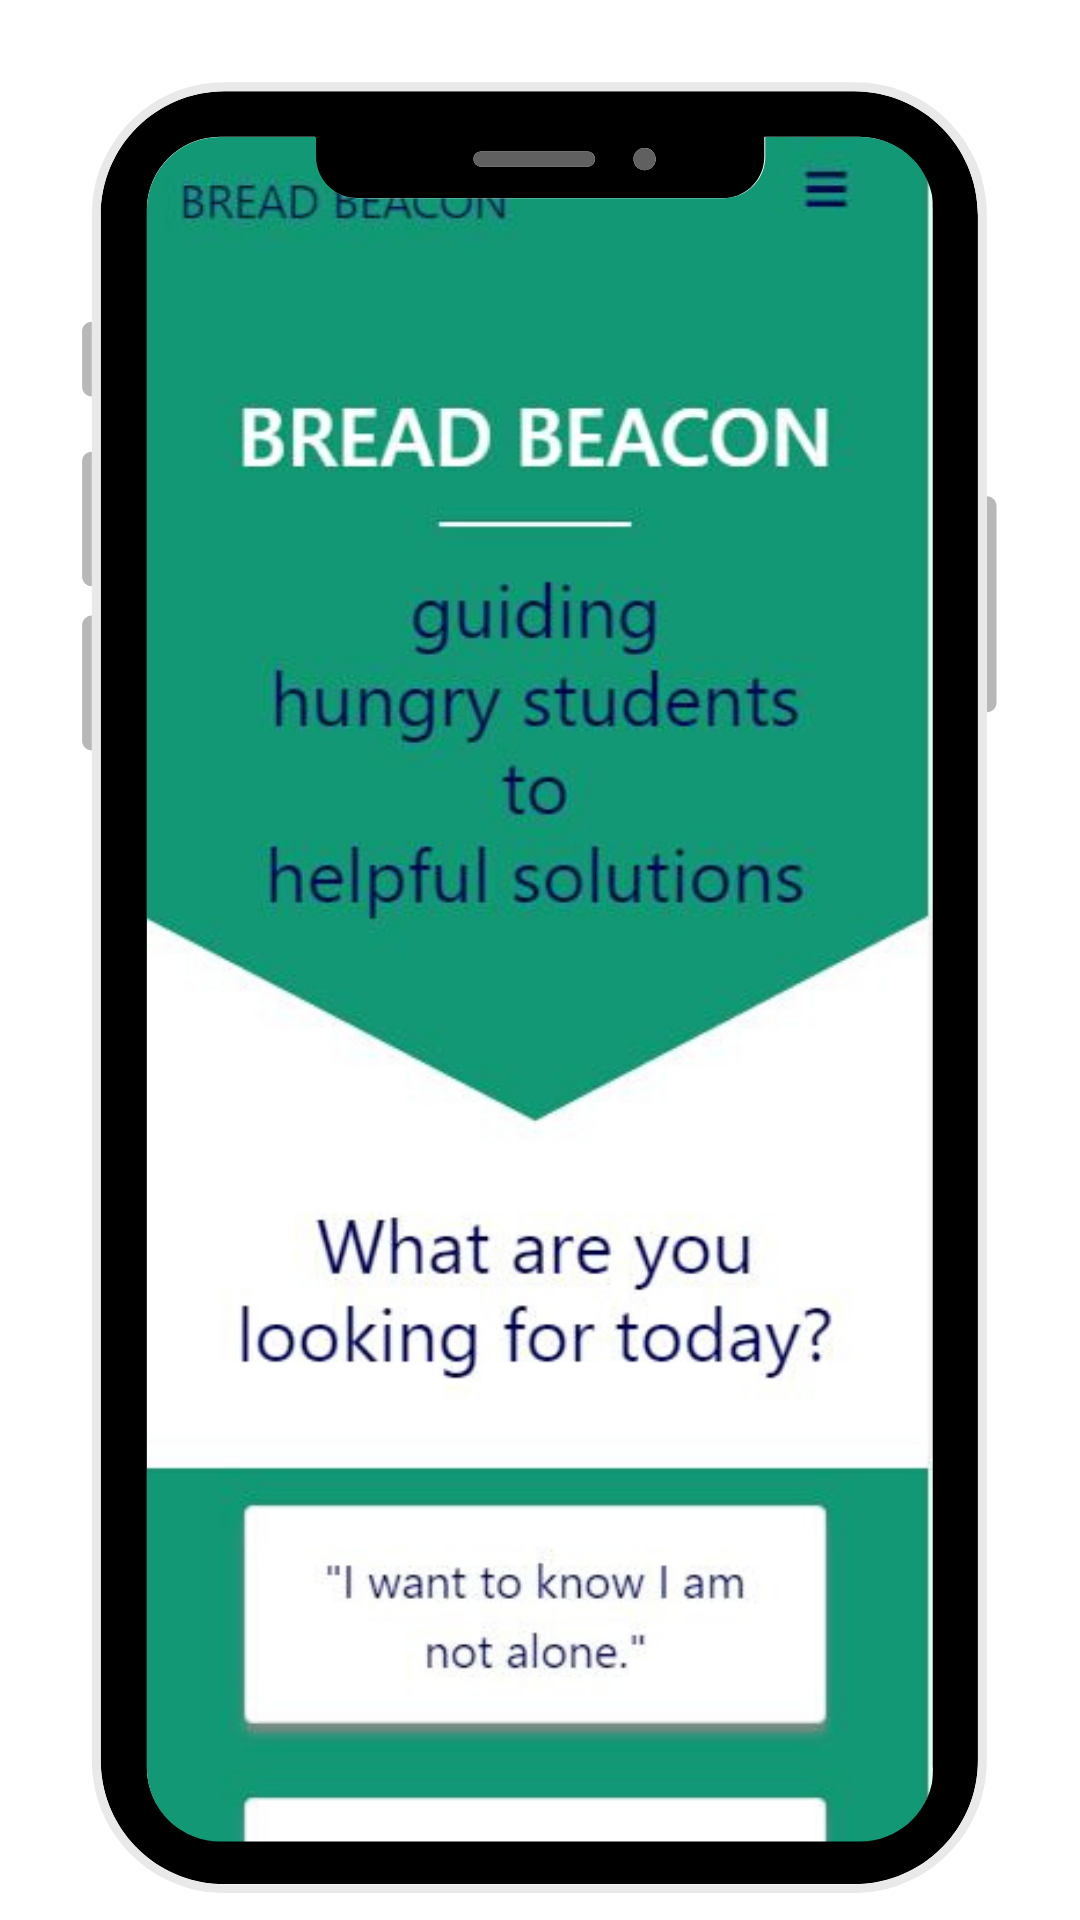 BREAD BEACON
BREAD BEACON
guiding
hungry students
to
helpful solutions
What are you
looking for today?
"I want to know I am
not alone."